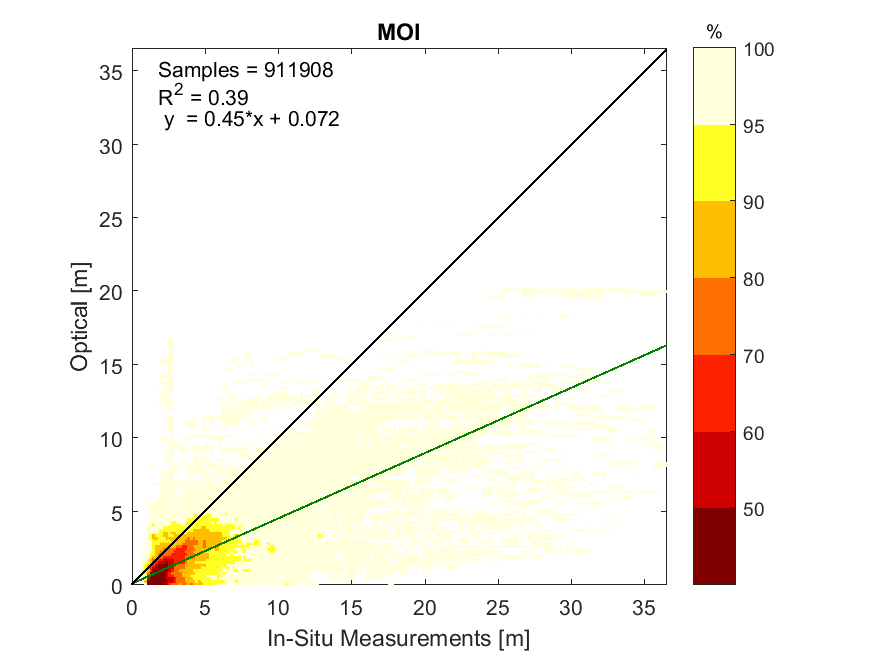 MOI
%
Samples = 911908
R² = 0.39
y = 0.45*x + 0.072
35
30
25
20
15
10
5
0
Optical [m]
0 5 10 15 20 25 30 35
In-Situ Measurements [m]
100
95
90
80
70
60
50